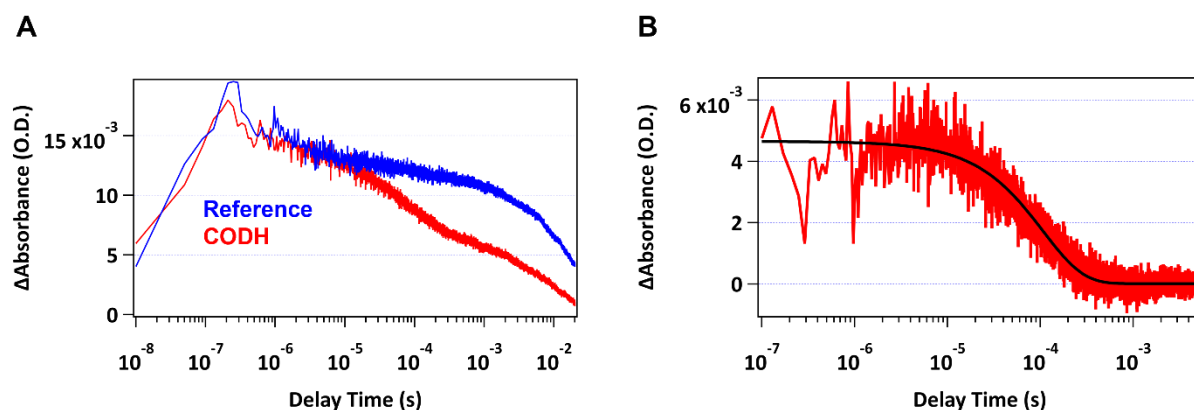 A
ΔAbsorbance (O.D.)
15 x10-3
10
5
0
Reference
CODH
10-8
10-7
10-6
10-5
10-4
10-3
10-2
Delay Time (s)
B
ΔAbsorbance (O.D.)
6 x10-3
4
2
0
10-7
10-6
10-5
10-4
10-3
Delay Time (s)